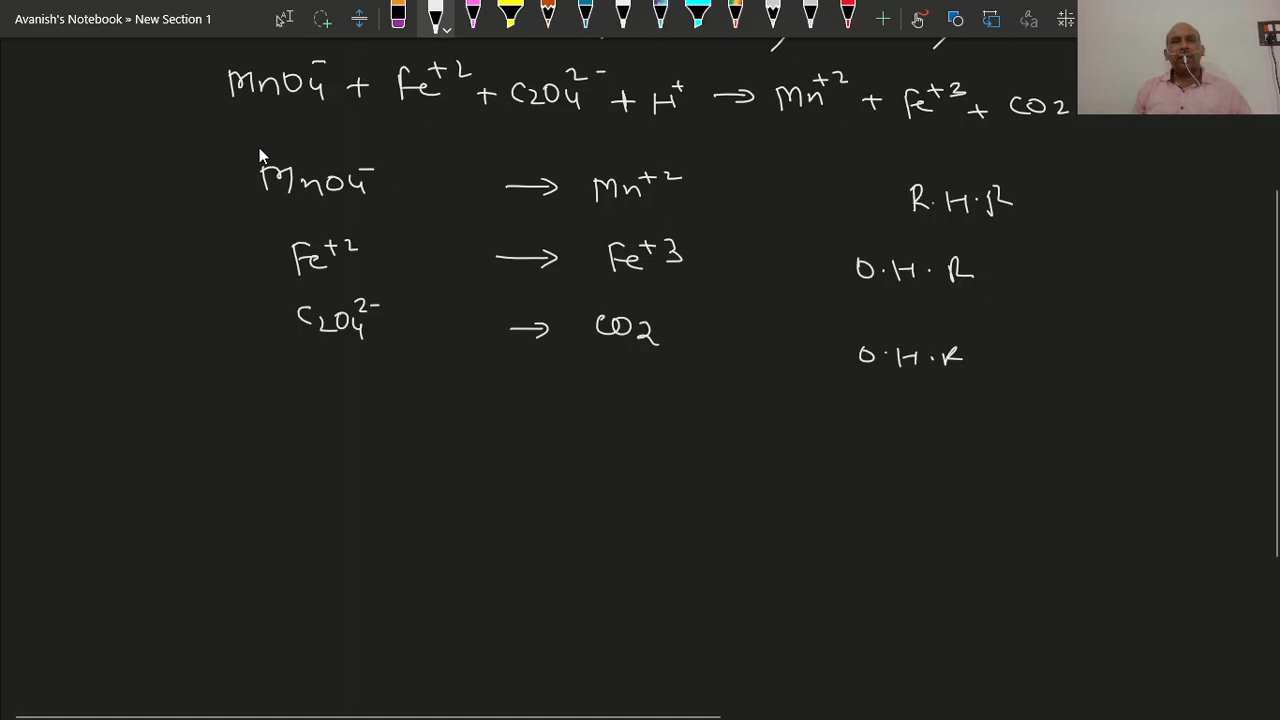 Avanish's Notebook » New Section 1
MnO₄⁻ + Fe⁺² + C₂O₄²⁻ + H⁺ → Mn⁺² + Fe⁺³ + CO₂
MnO₄⁻ → Mn⁺² R.H.R
Fe⁺² → Fe⁺³ O.H.R
C₂O₄²⁻ → CO₂ O.H.R